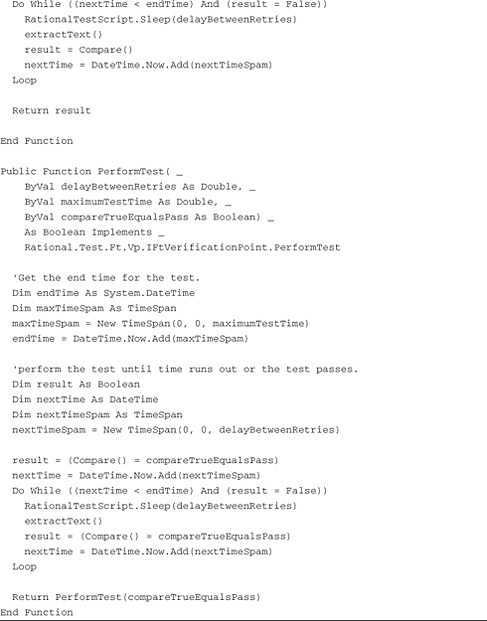 Do While ((nextTime < endTime) And (result = False))
RationalTestScript.Sleep(delayBetweenRetries)
extractText()
result = Compare()
nextTime = DateTime.Now.Add(nextTimeSpam)
Loop
Return result
End Function
Public Function PerformTest( _
ByVal delayBetweenRetries As Double, _
ByVal maximumTestTime As Double, _
ByVal compareTrueEqualsPass As Boolean) _
As Boolean Implements _
Rational.Test.Ft.Vp.IFtVerificationPoint.PerformTest
'Get the end time for the test.
Dim endTime As System.DateTime
Dim maxTimeSpam As TimeSpan
maxTimeSpam = New TimeSpan(0, 0, maximumTestTime)
endTime = DateTime.Now.Add(maxTimeSpam)
'perform the test until time runs out or the test passes.
Dim result As Boolean
Dim nextTime As DateTime
Dim nextTimeSpam As TimeSpan
nextTimeSpam = New TimeSpan(0, 0, delayBetweenRetries)
result = (Compare() = compareTrueEqualsPass)
nextTime = DateTime.Now.Add(nextTimeSpam)
Do While ((nextTime < endTime) And (result = False))
RationalTestScript.Sleep(delayBetweenRetries)
extractText()
result = (Compare() = compareTrueEqualsPass)
nextTime = DateTime.Now.Add(nextTimeSpam)
Loop
Return PerformTest(compareTrueEqualsPass)
End Function